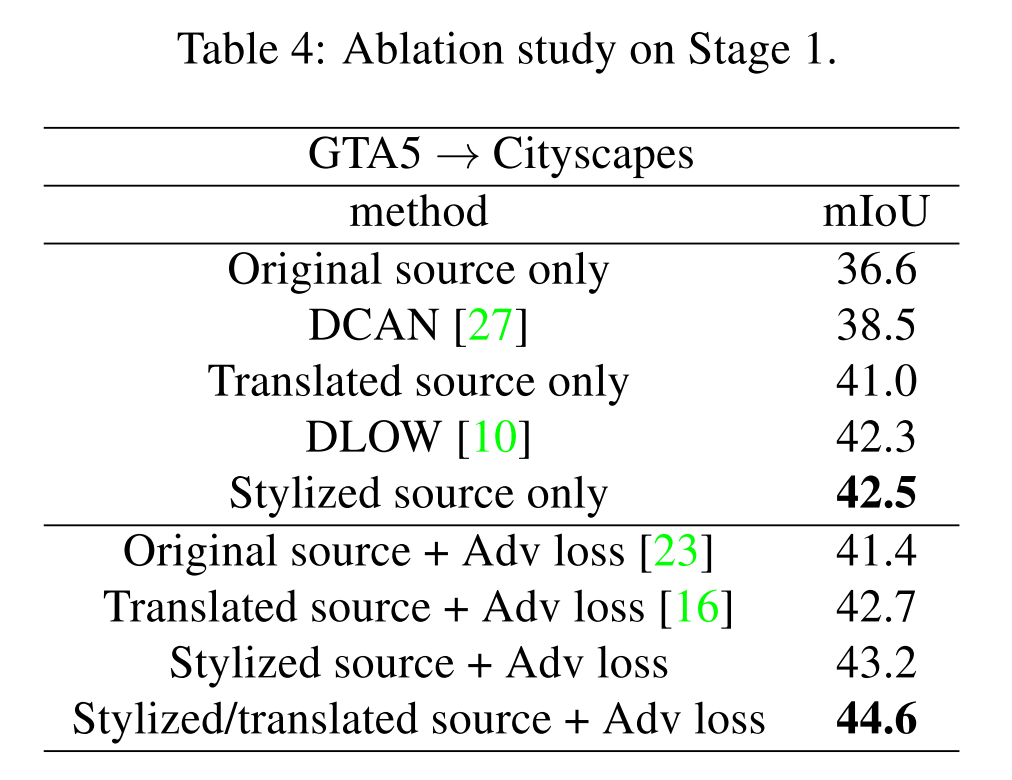 Table 4: Ablation study on Stage 1.
GTA5 → Cityscapes
method mIoU
Original source only 36.6
DCAN [27] 38.5
Translated source only 41.0
DLOW [10] 42.3
Stylized source only 42.5
Original source + Adv loss [23] 41.4
Translated source + Adv loss [16] 42.7
Stylized source + Adv loss 43.2
Stylized/translated source + Adv loss 44.6